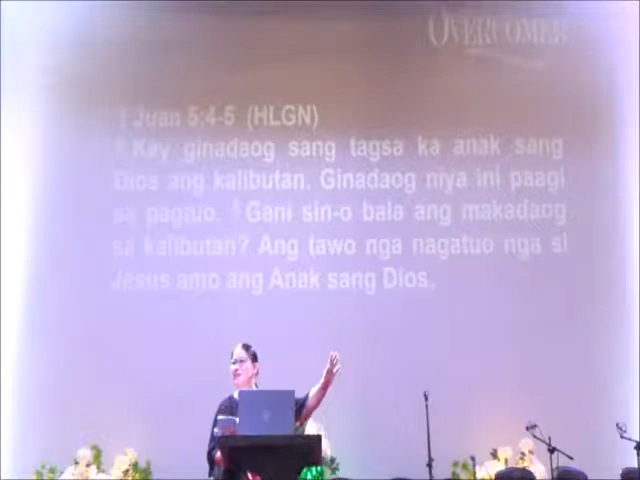 OVERCOMER
1 Juan 5:4-5 (HLGN)
4 Kay ginadaog sang tagsa ka anak sang
Dios ang kalibutan. Ginadaog niya ini paagi
sa pagtuo. 5 Gani sin-o bala ang makadaog
sa kalibutan? Ang tawo nga nagatuo nga si
Jesus amo ang Anak sang Dios.